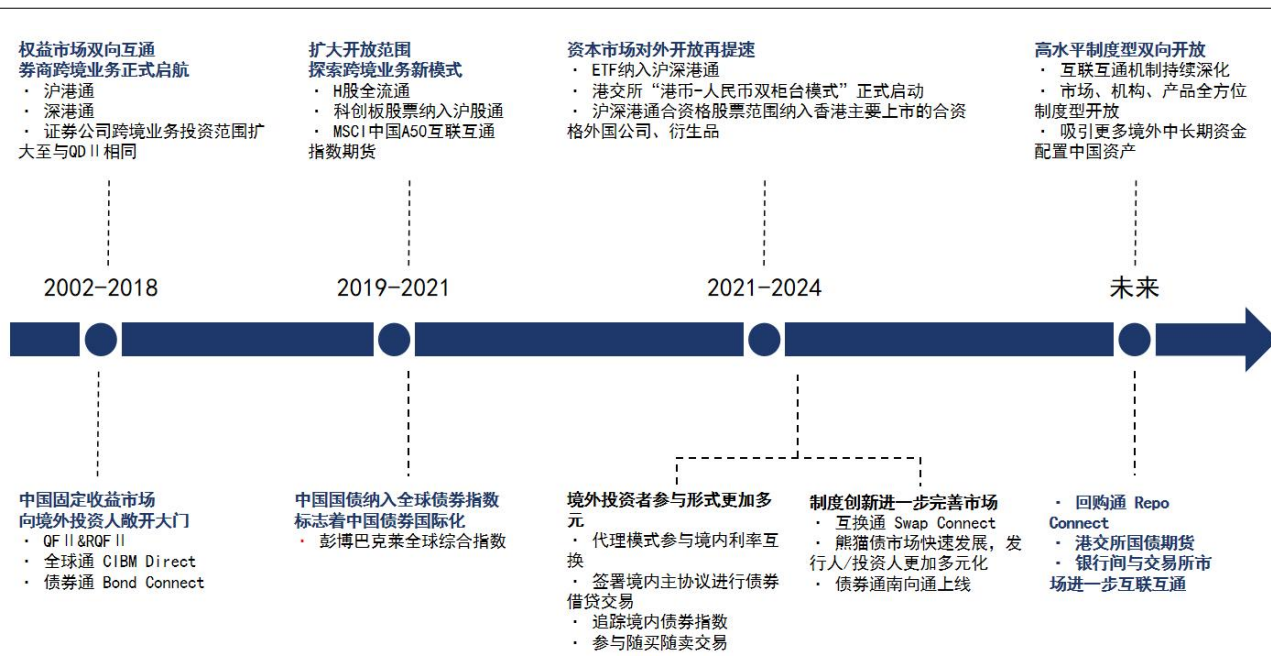 权益市场双向互通
券商跨境业务正式启航
· 沪港通
· 深港通
· 证券公司跨境业务投资范围扩
大至与QDⅡ相同
扩大开放范围
探索跨境业务新模式
· H股全流通
· 科创板股票纳入沪股通
· MSCI中国A50互联互通
指数期货
资本市场对外开放再提速
· ETF纳入沪深港通
· 港交所“港币-人民币双柜台模式”正式启动
· 沪深港通合资格股票范围纳入香港主要上市的合资
格外国公司、衍生品
高水平制度型双向开放
· 互联互通机制持续深化
· 市场、机构、产品全方位
制度型开放
· 吸引更多境外中长期资金
配置中国资产
2002-2018
2019-2021
2021-2024
未来
中国固定收益市场
向境外投资人敞开大门
· QFⅡ&RQFⅡ
· 全球通 CIBM Direct
· 债券通 Bond Connect
中国国债纳入全球债券指数
标志着中国债券国际化
· 彭博巴克莱全球综合指数
境外投资者参与形式更加多
元
· 代理模式参与境内利率互
换
· 签署境内主协议进行债券
借贷交易
· 追踪境内债券指数
· 参与随买随卖交易
制度创新进一步完善市场
· 互换通 Swap Connect
· 熊猫债市场快速发展，发
行人/投资人更加多元化
· 债券通南向通上线
· 回购通 Repo
Connect
· 港交所国债期货
· 银行间与交易所市
场进一步互联互通